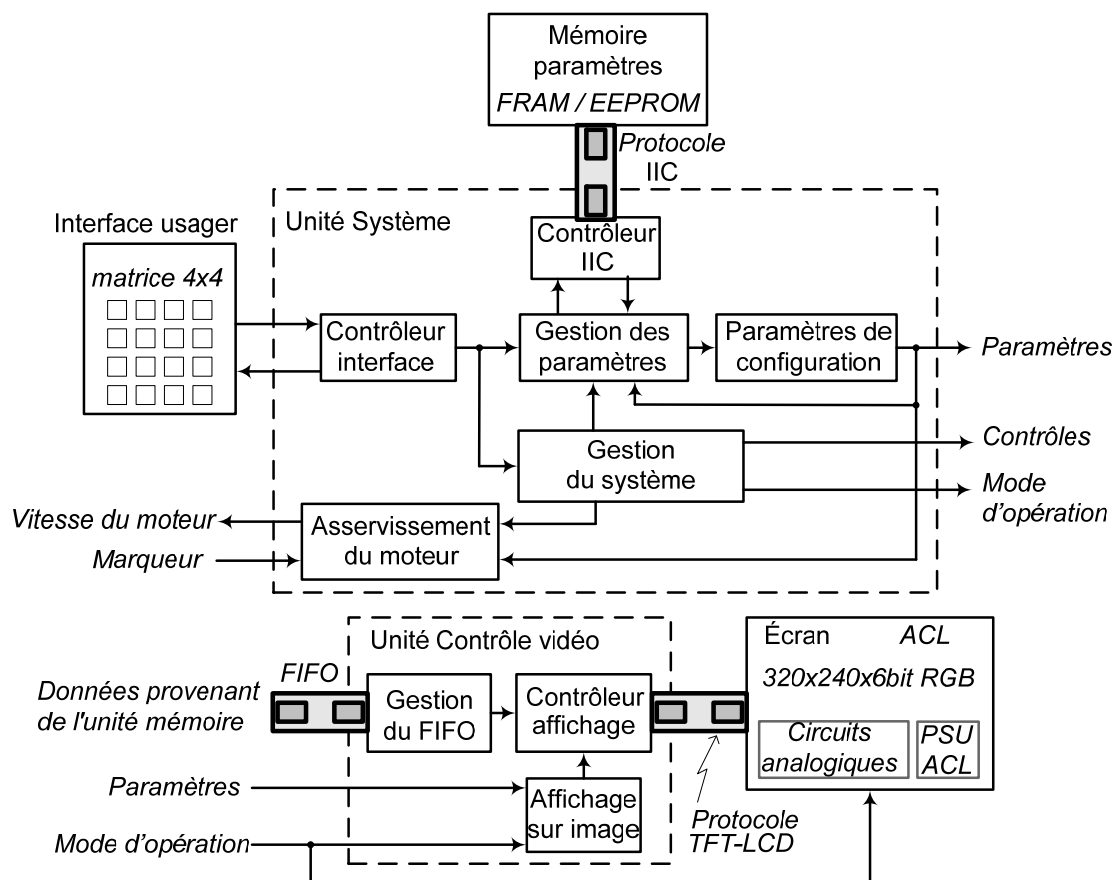 Mémoire
paramètres
FRAM / EEPROM
Protocole
IIC
Unité Système
Interface usager
matrice 4x4
Contrôleur
IIC
Contrôleur
interface
Gestion des
paramètres
Paramètres de
configuration
Paramètres
Gestion
du système
Contrôles
Mode
d'opération
Vitesse du moteur
Marqueur
Asservissement
du moteur
Unité Contrôle vidéo
Écran ACL
320x240x6bit RGB
Circuits
analogiques
PSU
ACL
FIFO
Données provenant
de l'unité mémoire
Gestion
du FIFO
Contrôleur
affichage
Paramètres
Affichage
sur image
Mode d'opération
Protocole
TFT-LCD